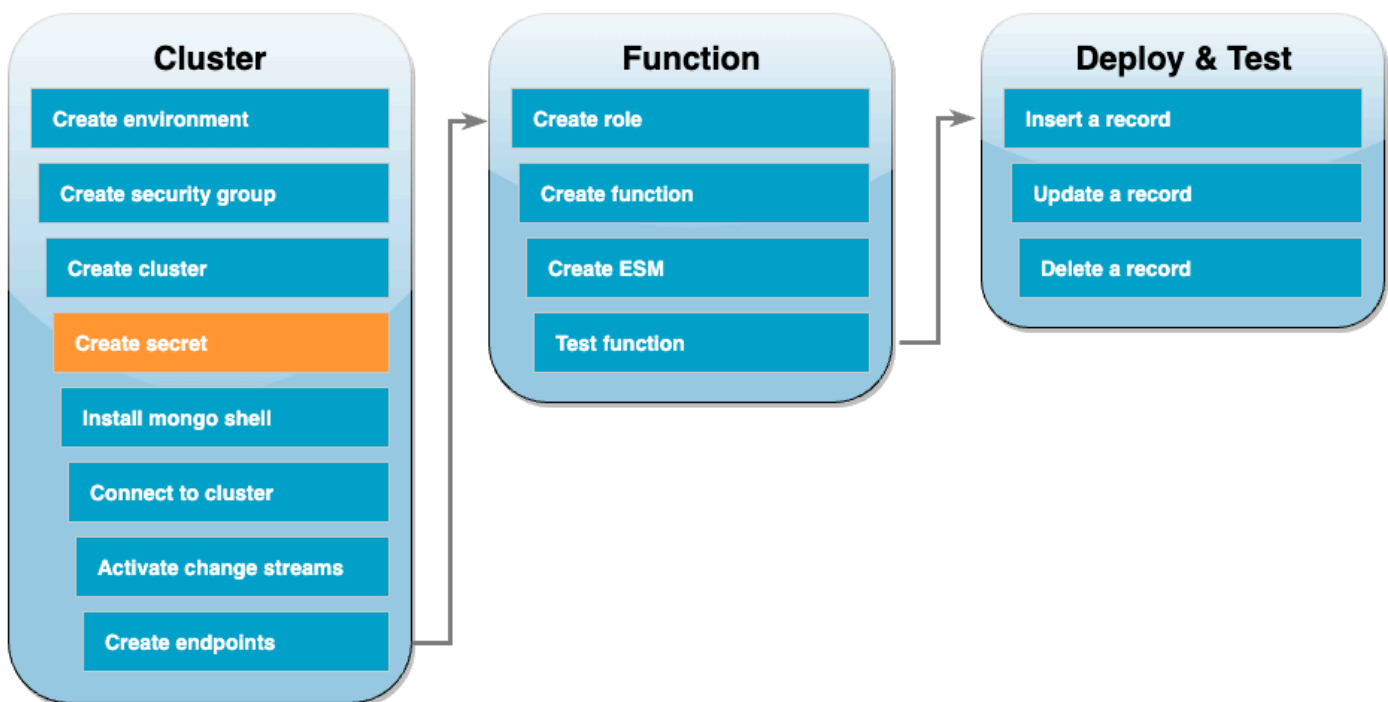 Cluster
Create environment
Create security group
Create cluster
Create secret
Install mongo shell
Connect to cluster
Activate change streams
Create endpoints
Function
Create role
Create function
Create ESM
Test function
Deploy & Test
Insert a record
Update a record
Delete a record